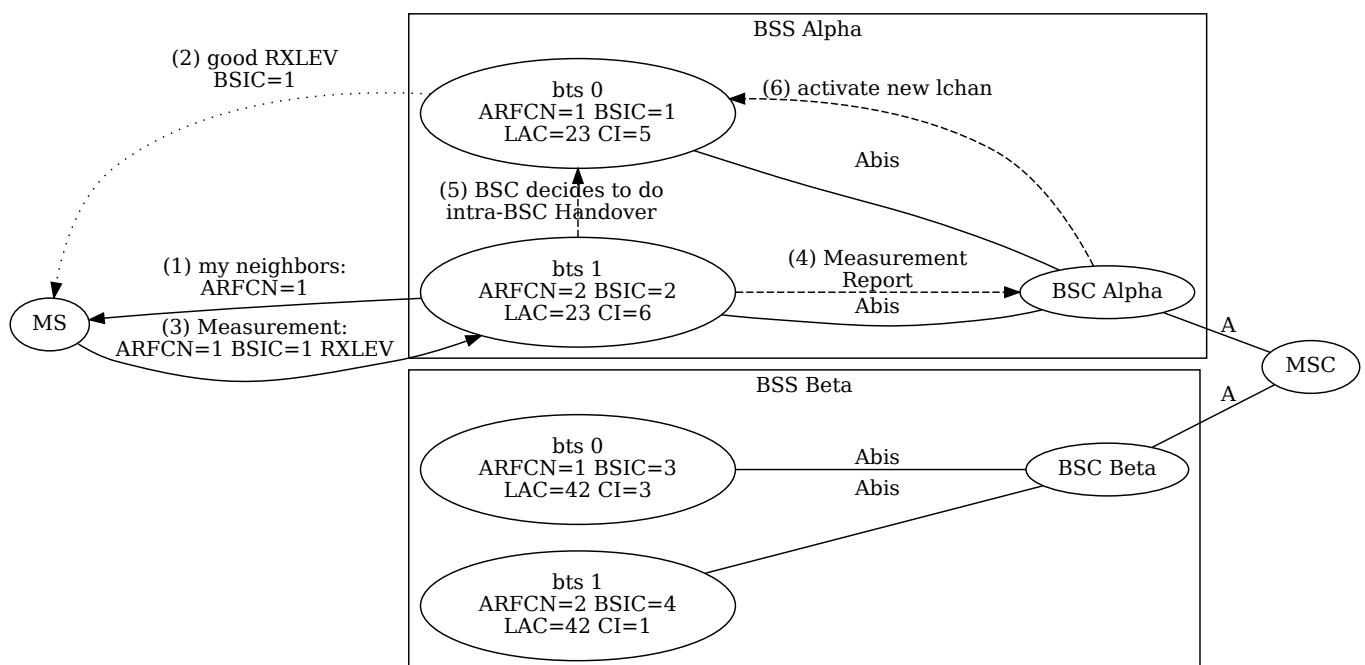 BSS Alpha
(2) good RXLEV
BSIC=1
bts 0
ARFCN=1 BSIC=1
LAC=23 CI=5
(6) activate new lchan
Abis
(5) BSC decides to do
intra-BSC Handover
(1) my neighbors:
ARFCN=1
bts 1
ARFCN=2 BSIC=2
LAC=23 CI=6
(4) Measurement
Report
Abis
BSC Alpha
MS
(3) Measurement:
ARFCN=1 BSIC=1 RXLEV
A
MSC
BSS Beta
A
bts 0
ARFCN=1 BSIC=3
LAC=42 CI=3
Abis
BSC Beta
Abis
bts 1
ARFCN=2 BSIC=4
LAC=42 CI=1